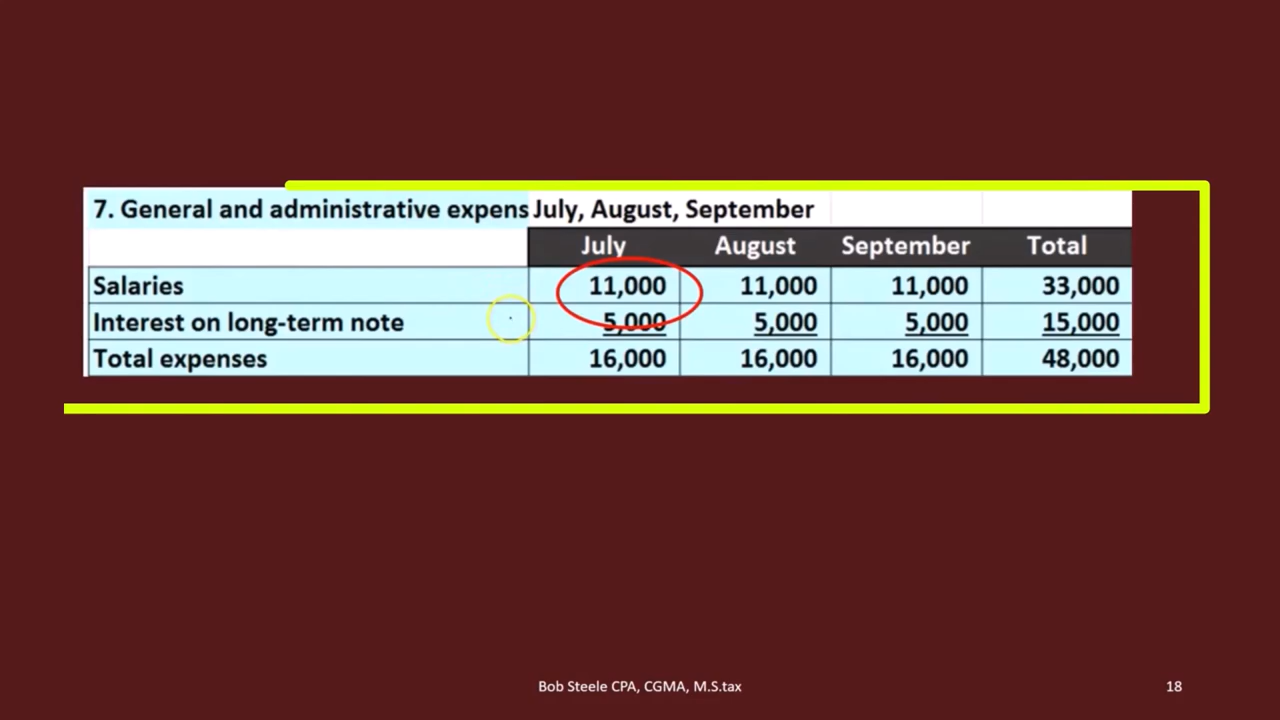 7. General and administrative expens July, August, September
July August September Total
Salaries 11,000 11,000 11,000 33,000
Interest on long-term note 5,000 5,000 5,000 15,000
Total expenses 16,000 16,000 16,000 48,000
Bob Steele CPA, CGMA, M.S.tax 18